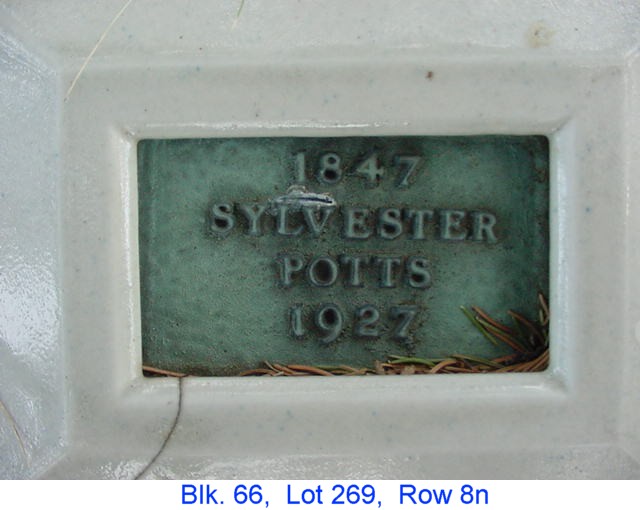 1847
SYLVESTER
POTTS
1927
Blk. 66, Lot 269, Row 8n